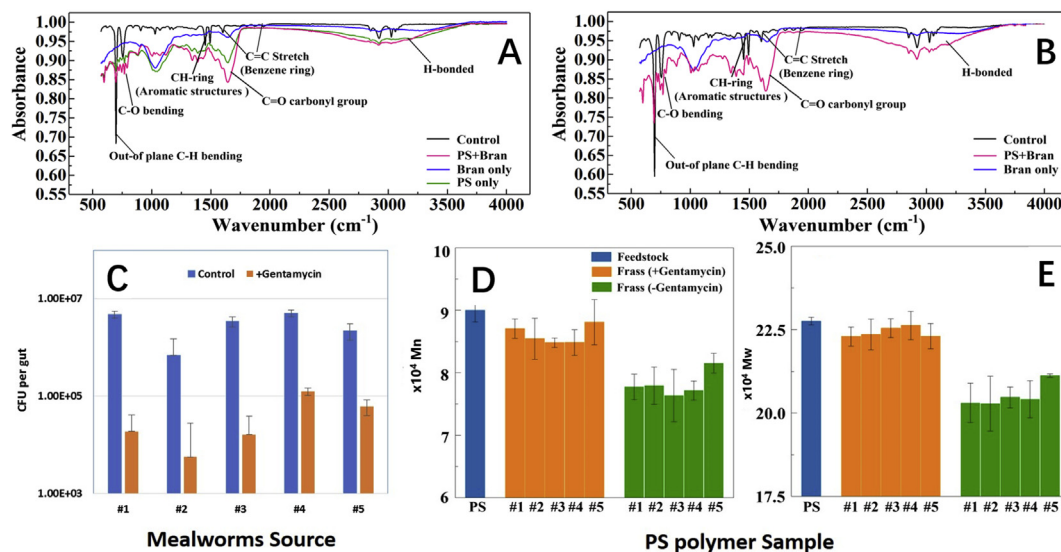 A
Absorbance
1.00
0.95
0.90
0.85
0.80
0.75
0.70
0.65
0.60
0.55
C=C Stretch
(Benzene ring)
CH-ring
(Aromatic structures )
H-bonded
C=O carbonyl group
C-O bending
Out-of plane C-H bending
Control
PS+Bran
Bran only
PS only
500 1000 1500 2000 2500 3000 3500 4000
Wavenumber (cm⁻¹)
B
Absorbance
1.00
0.95
0.90
0.85
0.80
0.75
0.70
0.65
0.60
0.55
C=C Stretch
(Benzene ring)
CH-ring
(Aromatic structures )
H-bonded
C=O carbonyl group
C-O bending
Out-of plane C-H bending
Control
PS+Bran
Bran only
500 1000 1500 2000 2500 3000 3500 4000
Wavenumber (cm⁻¹)
C
Control +Gentamycin
CFU per gut
1.00E+07
1.00E+05
1.00E+03
#1 #2 #3 #4 #5
Mealworms Source
D
Feedstock
Frass (+Gentamycin)
Frass (-Gentamycin)
x10⁴ Mn
9
8
7
6
PS #1 #2 #3 #4 #5 #1 #2 #3 #4 #5
E
x10⁴ Mw
25.0
22.5
20.0
17.5
PS #1 #2 #3 #4 #5 #1 #2 #3 #4 #5
PS polymer Sample